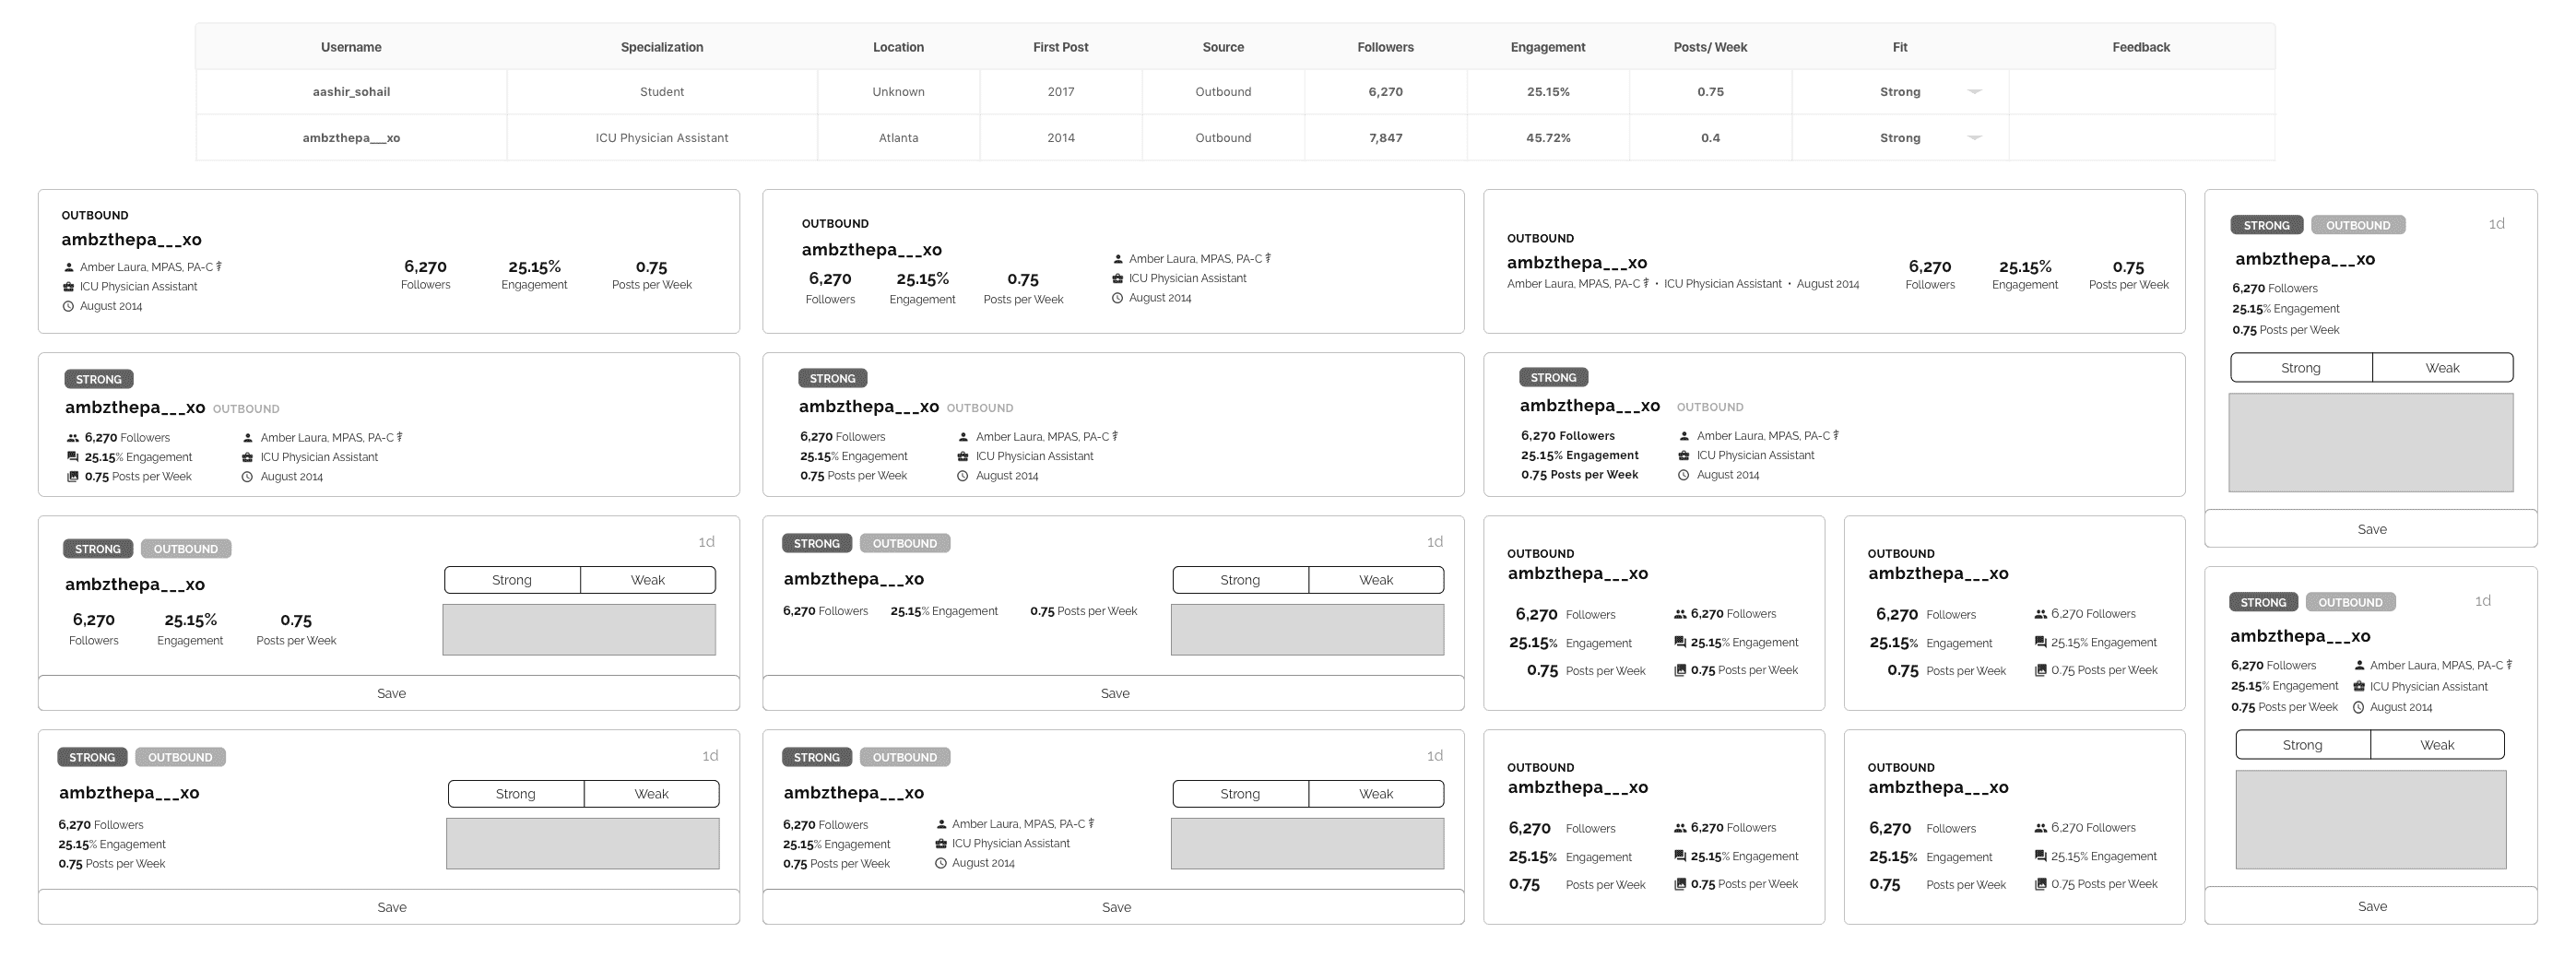 Username Specialization Location First Post Source Followers Engagement Posts/ Week Fit Feedback
aashir_sohail Student Unknown 2017 Outbound 6,270 25.15% 0.75 Strong
ambzthepa___xo ICU Physician Assistant Atlanta 2014 Outbound 7,847 45.72% 0.4 Strong
OUTBOUND
ambzthepa___xo
Amber Laura, MPAS, PA-C ⚕
ICU Physician Assistant
August 2014
6,270 25.15% 0.75
Followers Engagement Posts per Week
OUTBOUND
ambzthepa___xo
6,270 25.15% 0.75
Followers Engagement Posts per Week
Amber Laura, MPAS, PA-C ⚕
ICU Physician Assistant
August 2014
OUTBOUND
ambzthepa___xo
Amber Laura, MPAS, PA-C ⚕ • ICU Physician Assistant • August 2014
6,270 25.15% 0.75
Followers Engagement Posts per Week
STRONG OUTBOUND 1d
ambzthepa___xo
6,270 Followers
25.15% Engagement
0.75 Posts per Week
Strong Weak
Save
STRONG
ambzthepa___xo OUTBOUND
6,270 Followers Amber Laura, MPAS, PA-C ⚕
25.15% Engagement ICU Physician Assistant
0.75 Posts per Week August 2014
STRONG
ambzthepa___xo OUTBOUND
6,270 Followers Amber Laura, MPAS, PA-C ⚕
25.15% Engagement ICU Physician Assistant
0.75 Posts per Week August 2014
STRONG
ambzthepa___xo OUTBOUND
6,270 Followers Amber Laura, MPAS, PA-C ⚕
25.15% Engagement ICU Physician Assistant
0.75 Posts per Week August 2014
STRONG OUTBOUND 1d
ambzthepa___xo
6,270 25.15% 0.75
Followers Engagement Posts per Week
Strong Weak
Save
STRONG OUTBOUND 1d
ambzthepa___xo
6,270 Followers 25.15% Engagement 0.75 Posts per Week
Strong Weak
Save
OUTBOUND
ambzthepa___xo
6,270 Followers 6,270 Followers
25.15% Engagement 25.15% Engagement
0.75 Posts per Week 0.75 Posts per Week
OUTBOUND
ambzthepa___xo
6,270 Followers 6,270 Followers
25.15% Engagement 25.15% Engagement
0.75 Posts per Week 0.75 Posts per Week
STRONG OUTBOUND 1d
ambzthepa___xo
6,270 Followers Amber Laura, MPAS, PA-C ⚕
25.15% Engagement ICU Physician Assistant
0.75 Posts per Week August 2014
Strong Weak
Save
STRONG OUTBOUND 1d
ambzthepa___xo
6,270 Followers
25.15% Engagement
0.75 Posts per Week
Strong Weak
Save
STRONG OUTBOUND 1d
ambzthepa___xo
6,270 Followers Amber Laura, MPAS, PA-C ⚕
25.15% Engagement ICU Physician Assistant
0.75 Posts per Week August 2014
Strong Weak
Save
OUTBOUND
ambzthepa___xo
6,270 Followers 6,270 Followers
25.15% Engagement 25.15% Engagement
0.75 Posts per Week 0.75 Posts per Week
OUTBOUND
ambzthepa___xo
6,270 Followers 6,270 Followers
25.15% Engagement 25.15% Engagement
0.75 Posts per Week 0.75 Posts per Week